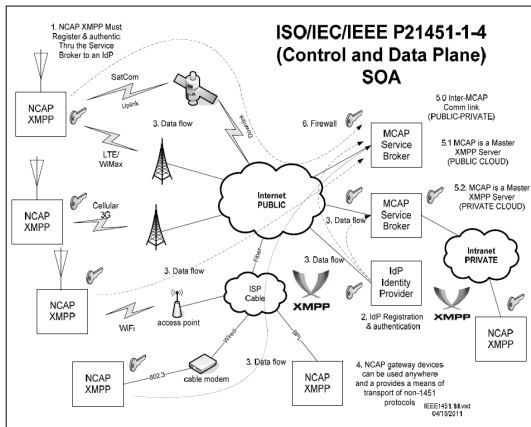 ISO/IEC/IEEE P21451-1-4
(Control and Data Plane)
SOA
1. NCAP XMPP Must
Register & authentic
Thru the Service
Broker to an IdP
SatCom
Uplink
Downlink
NCAP
XMPP
3. Data flow
LTE/
WiMax
6. Firewall
5.0 Inter-MCAP
Comm link
(PUBLIC-PRIVATE)
MCAP
Service
Broker
5.1 MCAP is a Master
XMPP Server
(PUBLIC CLOUD)
NCAP
XMPP
Cellular
3G
Internet
PUBLIC
MCAP
Service
Broker
5.2. MCAP is a Master
XMPP Server
(PRIVATE CLOUD)
3. Data flow
Intranet
PRIVATE
NCAP
XMPP
3. Data flow
WiFi
access point
Fiber
ISP
Cable
3. Data flow
XMPP
IdP
Identity
Provider
2. IdP Registration
& authentication
XMPP
NCAP
XMPP
NCAP
XMPP
802.3
cable modem
Wired
3. Data flow
BPL
NCAP
XMPP
4. NCAP gateway devices
can be used anywhere
and a provides a means of
transport of non-1451
protocols
IEEE1451.1d.vsd
04/15/2011